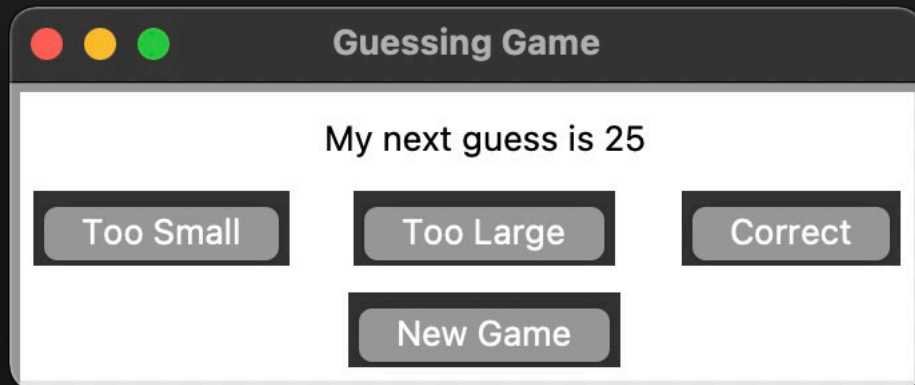 Guessing Game
My next guess is 25
Too Small Too Large Correct
New Game